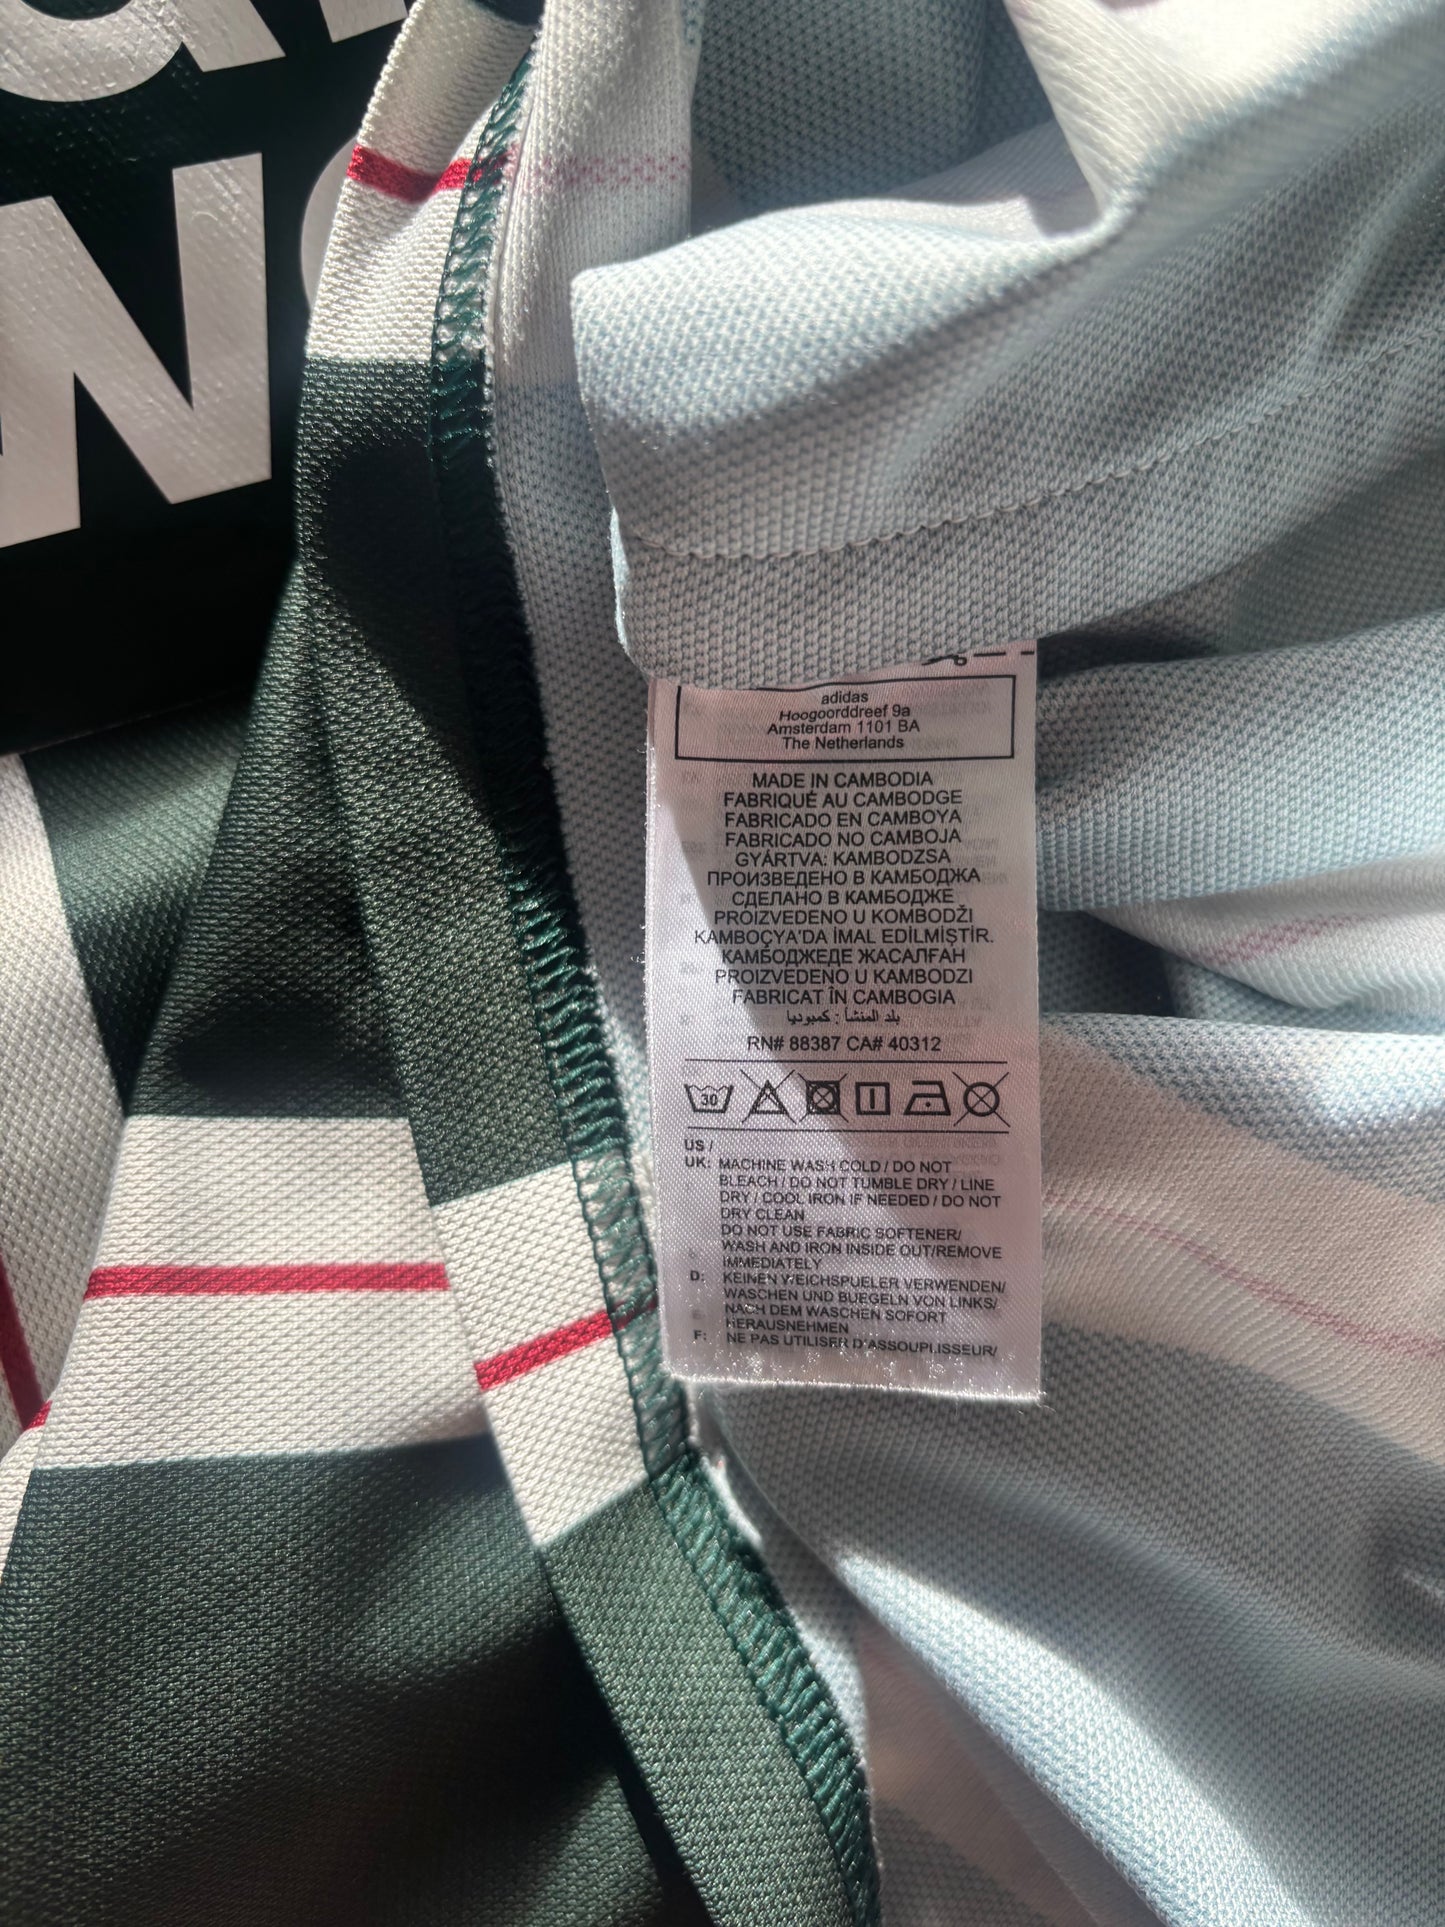 adidas
Hoogoorddreef 9a
Amsterdam 1101 BA
The Netherlands
MADE IN CAMBODIA
FABRIQUÉ AU CAMBODGE
FABRICADO EN CAMBOYA
FABRICADO NO CAMBOJA
GYÁRTVA: KAMBODZSA
ПРОИЗВЕДЕНО В КАМБОДЖА
СДЕЛАНО В КАМБОДЖЕ
PROIZVEDENO U KOMBODŽI
KAMBOÇYA'DA İMAL EDİLMİŞTİR.
КАМБОДЖЕДЕ ЖАСАЛҒАН
PROIZVEDENO U KAMBODZI
FABRICAT ÎN CAMBOGIA
بلد المنشأ : كمبوديا
RN# 88387 CA# 40312
30
US /
UK: MACHINE WASH COLD / DO NOT
BLEACH / DO NOT TUMBLE DRY / LINE
DRY / COOL IRON IF NEEDED / DO NOT
DRY CLEAN
DO NOT USE FABRIC SOFTENER/
WASH AND IRON INSIDE OUT/REMOVE
IMMEDIATELY
D: KEINEN WEICHSPUELER VERWENDEN/
WASCHEN UND BUEGELN VON LINKS/
NACH DEM WASCHEN SOFORT
HERAUSNEHMEN
F: NE PAS UTILISER D'ASSOUPLISSEUR/